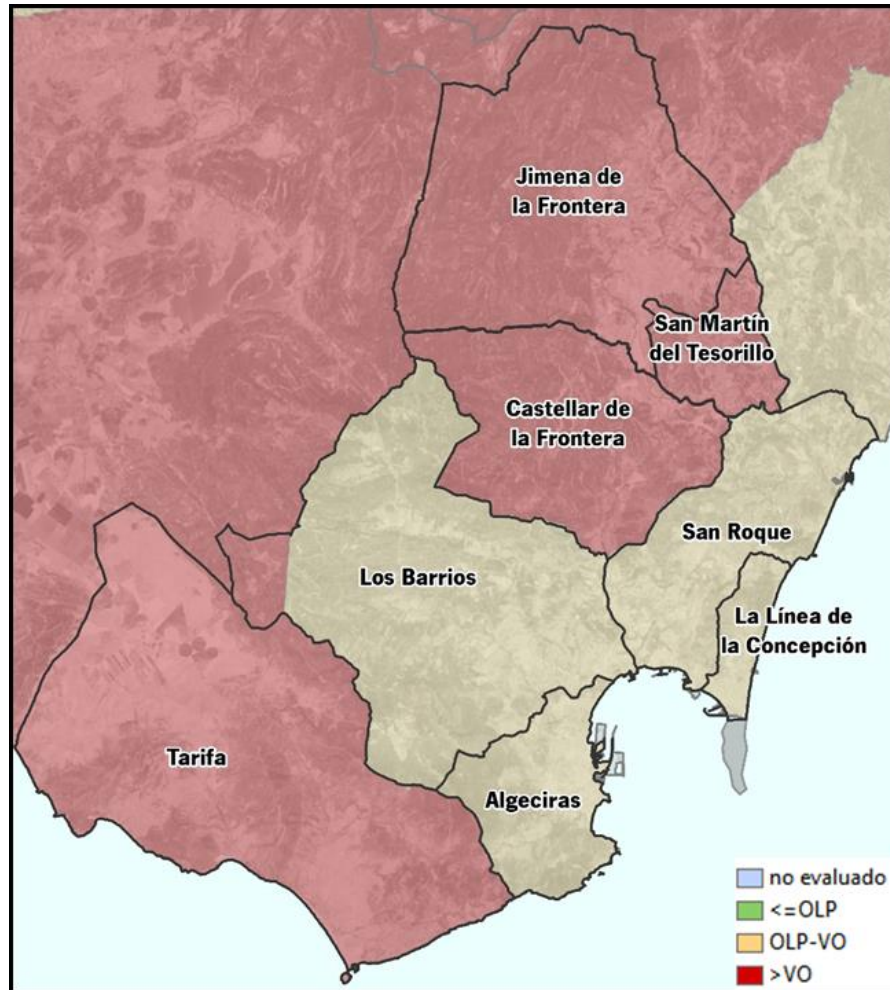 Jimena de
la Frontera
San Martín
del Tesorillo
Castellar de
la Frontera
San Roque
Los Barrios
La Línea de
la Concepción
Tarifa
Algeciras
no evaluado
<=OLP
OLP-VO
>VO